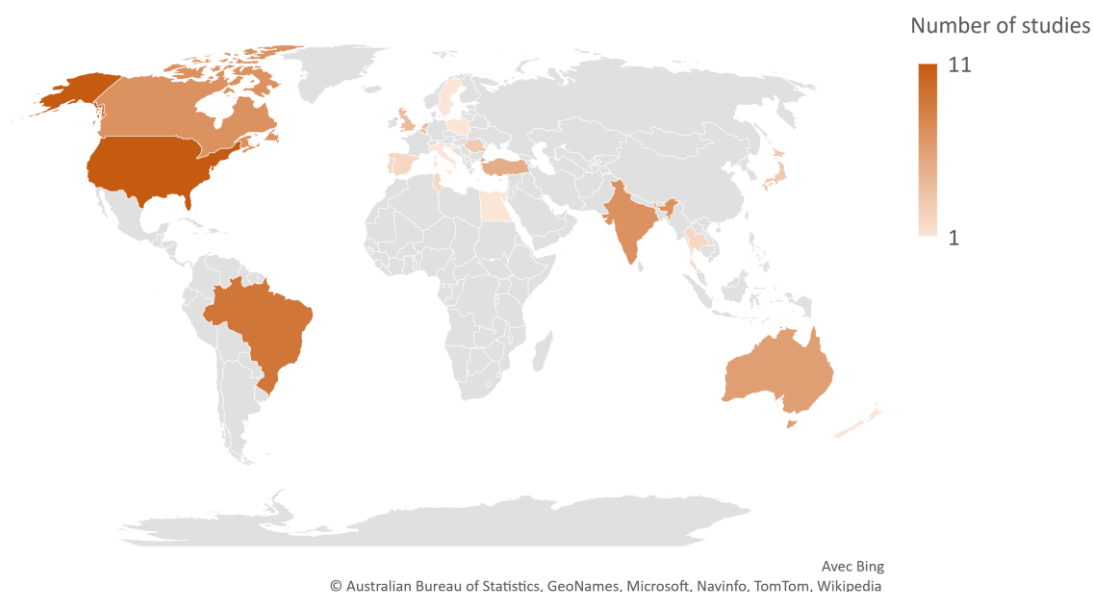 Number of studies
11
1
Avec Bing
© Australian Bureau of Statistics, GeoNames, Microsoft, Navinfo, TomTom, Wikipedia